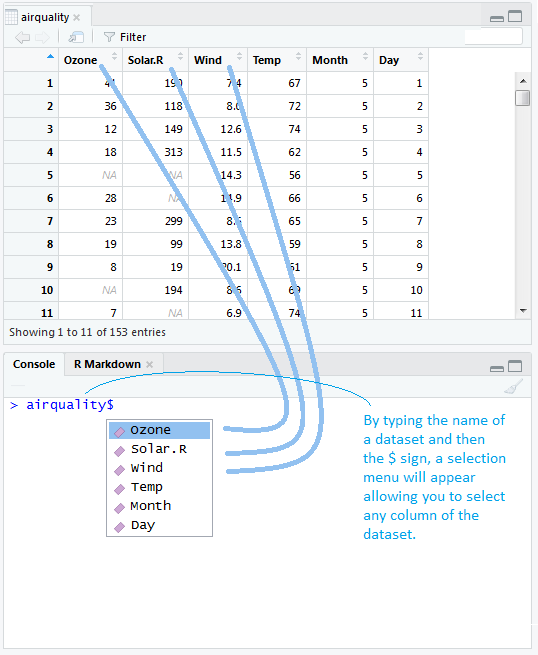 airquality
Filter
Ozone Solar.R Wind Temp Month Day
1 41 190 7.4 67 5 1
2 36 118 8.0 72 5 2
3 12 149 12.6 74 5 3
4 18 313 11.5 62 5 4
5 NA NA 14.3 56 5 5
6 28 NA 14.9 66 5 6
7 23 299 8.6 65 5 7
8 19 99 13.8 59 5 8
9 8 19 20.1 61 5 9
10 NA 194 8.6 69 5 10
11 7 NA 6.9 74 5 11
Showing 1 to 11 of 153 entries
Console R Markdown
> airquality$
Ozone
Solar.R
Wind
Temp
Month
Day
By typing the name of
a dataset and then
the $ sign, a selection
menu will appear
allowing you to select
any column of the
dataset.